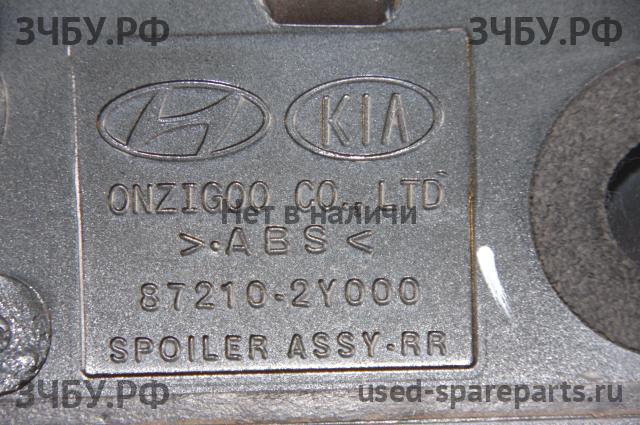 ЗЧБУ.РФ ЗЧБУ.РФ
KIA
ONZIGOO CO., LTD
Нет в наличии
>.ABS<
87210-2Y000
SPOILER ASSY-RR
ЗЧБУ.РФ used-spareparts.ru